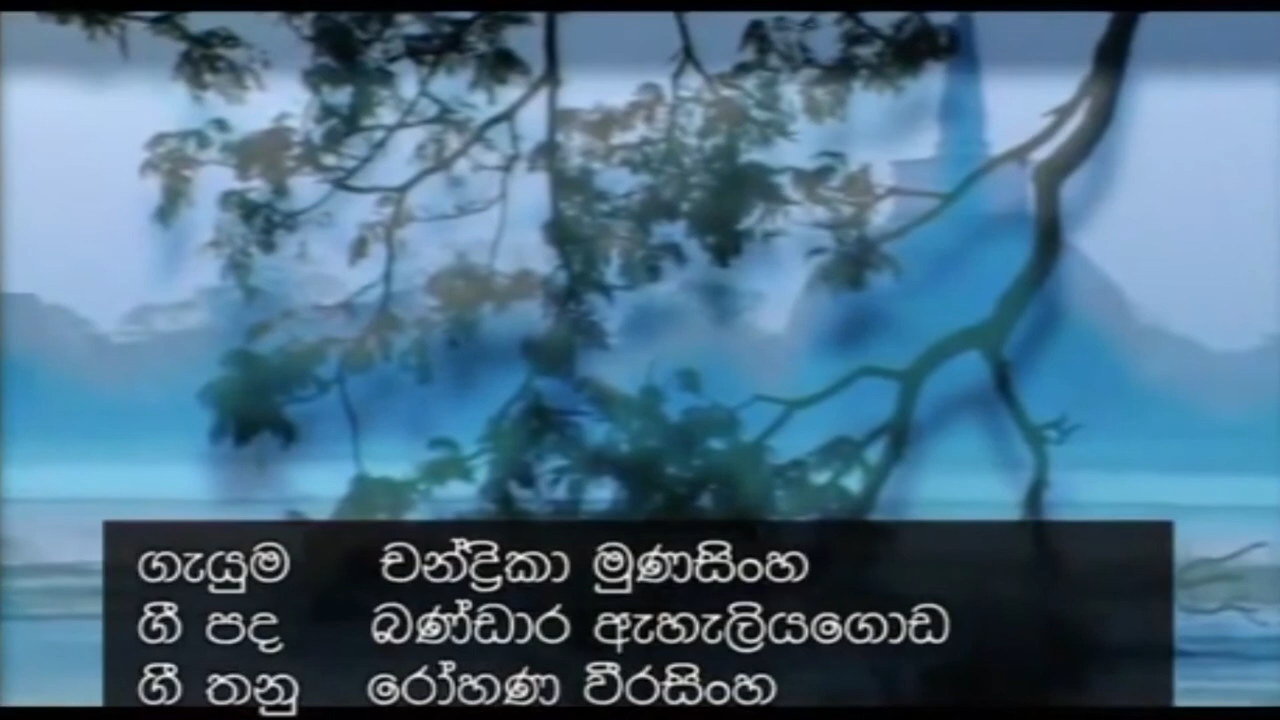 ගැයුම චන්ද්‍රිකා මුණසිංහ
ගී පද බණ්ඩාර ඇහැලියගොඩ
ගී තනු රෝහණ වීරසිංහ